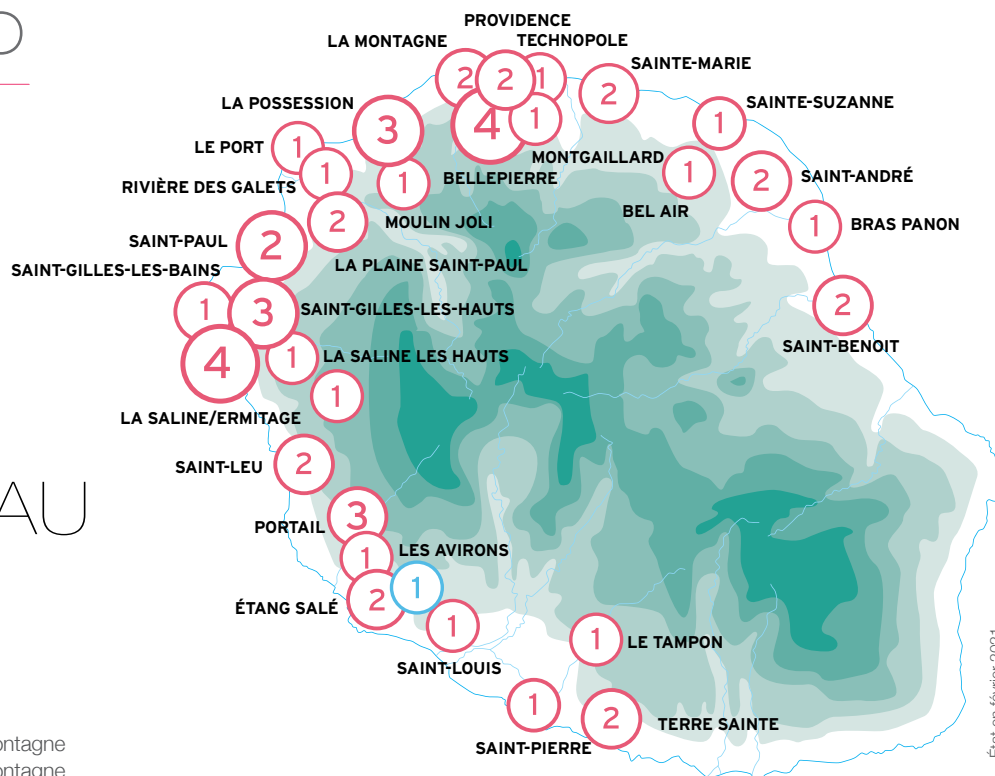 D
PROVIDENCE
LA MONTAGNE
TECHNOPOLE
2
2
1
SAINTE-MARIE
2
LA POSSESSION
3
4
1
SAINTE-SUZANNE
1
LE PORT
1
MONTGAILLARD
RIVIÈRE DES GALETS
1
1
BELLEPIERRE
1
2
SAINT-ANDRÉ
BEL AIR
MOULIN JOLI
2
1
BRAS PANON
SAINT-PAUL
2
LA PLAINE SAINT-PAUL
SAINT-GILLES-LES-BAINS
1
3
SAINT-GILLES-LES-HAUTS
2
SAINT-BENOIT
4
1
LA SALINE LES HAUTS
1
LA SALINE/ERMITAGE
SAINT-LEU
2
AU
3
PORTAIL
1
LES AVIRONS
1
ÉTANG SALÉ
2
1
SAINT-LOUIS
1
LE TAMPON
1
2
TERRE SAINTE
SAINT-PIERRE
ontagne
ontagne
État en février 2021